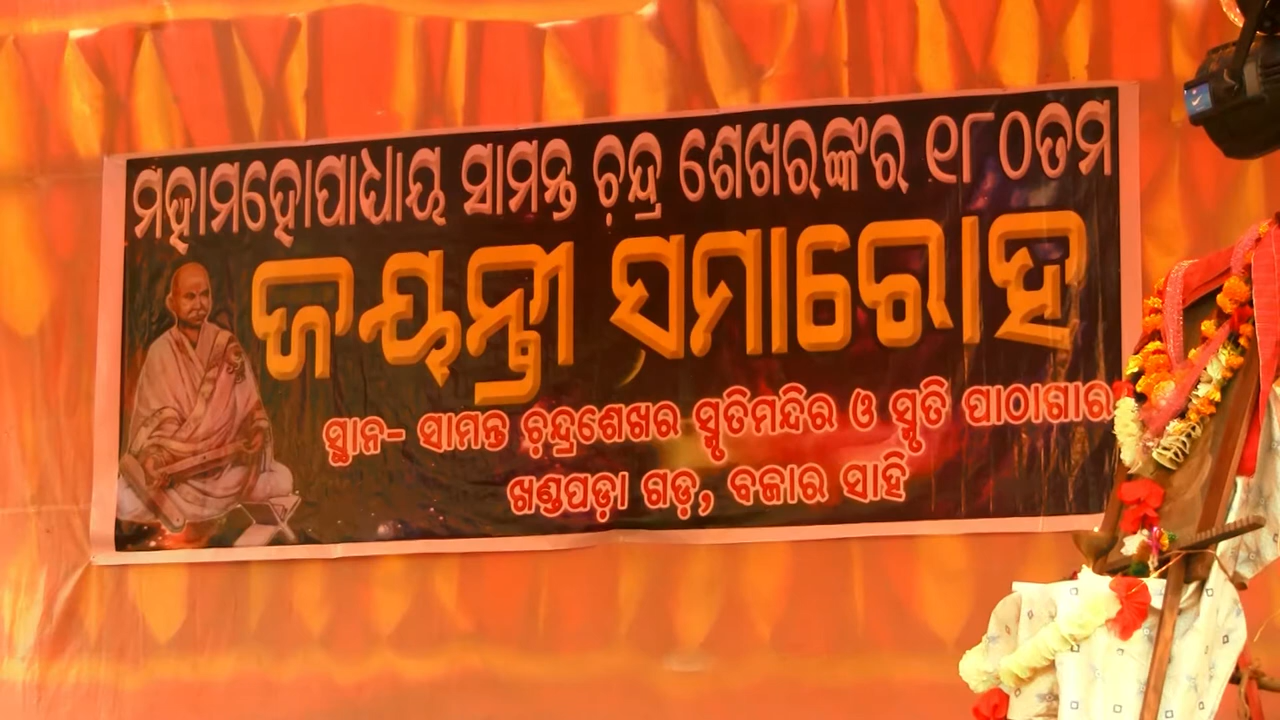 ମହାମହୋପାଧ୍ୟାୟ ସାମନ୍ତ ଚନ୍ଦ୍ର ଶେଖରଙ୍କର ୧୮୦ତମ
ଜୟନ୍ତୀ ସମାରୋହ
ସ୍ଥାନ- ସାମନ୍ତ ଚନ୍ଦ୍ରଶେଖର ସ୍ମୃତିମନ୍ଦିର ଓ ସ୍ମୃତି ପାଠାଗାର
ଖଣ୍ଡପଡ଼ା ଗଡ଼, ବଜାର ସାହି